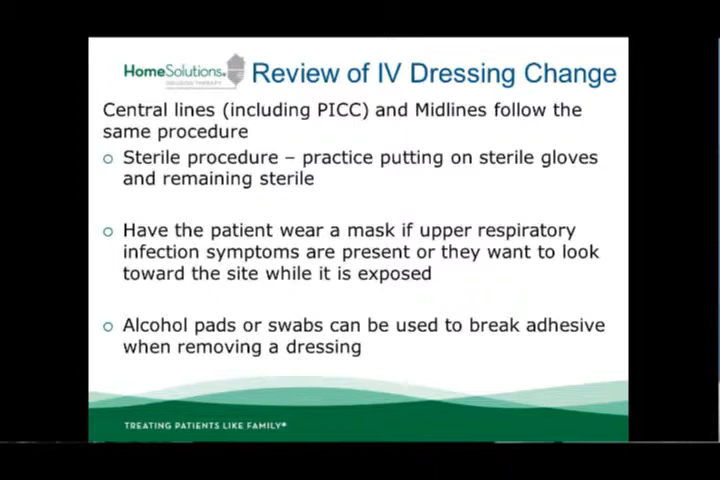 HomeSolutions.
Review of IV Dressing Change
Central lines (including PICC) and Midlines follow the
same procedure
Sterile procedure – practice putting on sterile gloves
and remaining sterile
Have the patient wear a mask if upper respiratory
infection symptoms are present or they want to look
toward the site while it is exposed
Alcohol pads or swabs can be used to break adhesive
when removing a dressing
TREATING PATIENTS LIKE FAMILY®